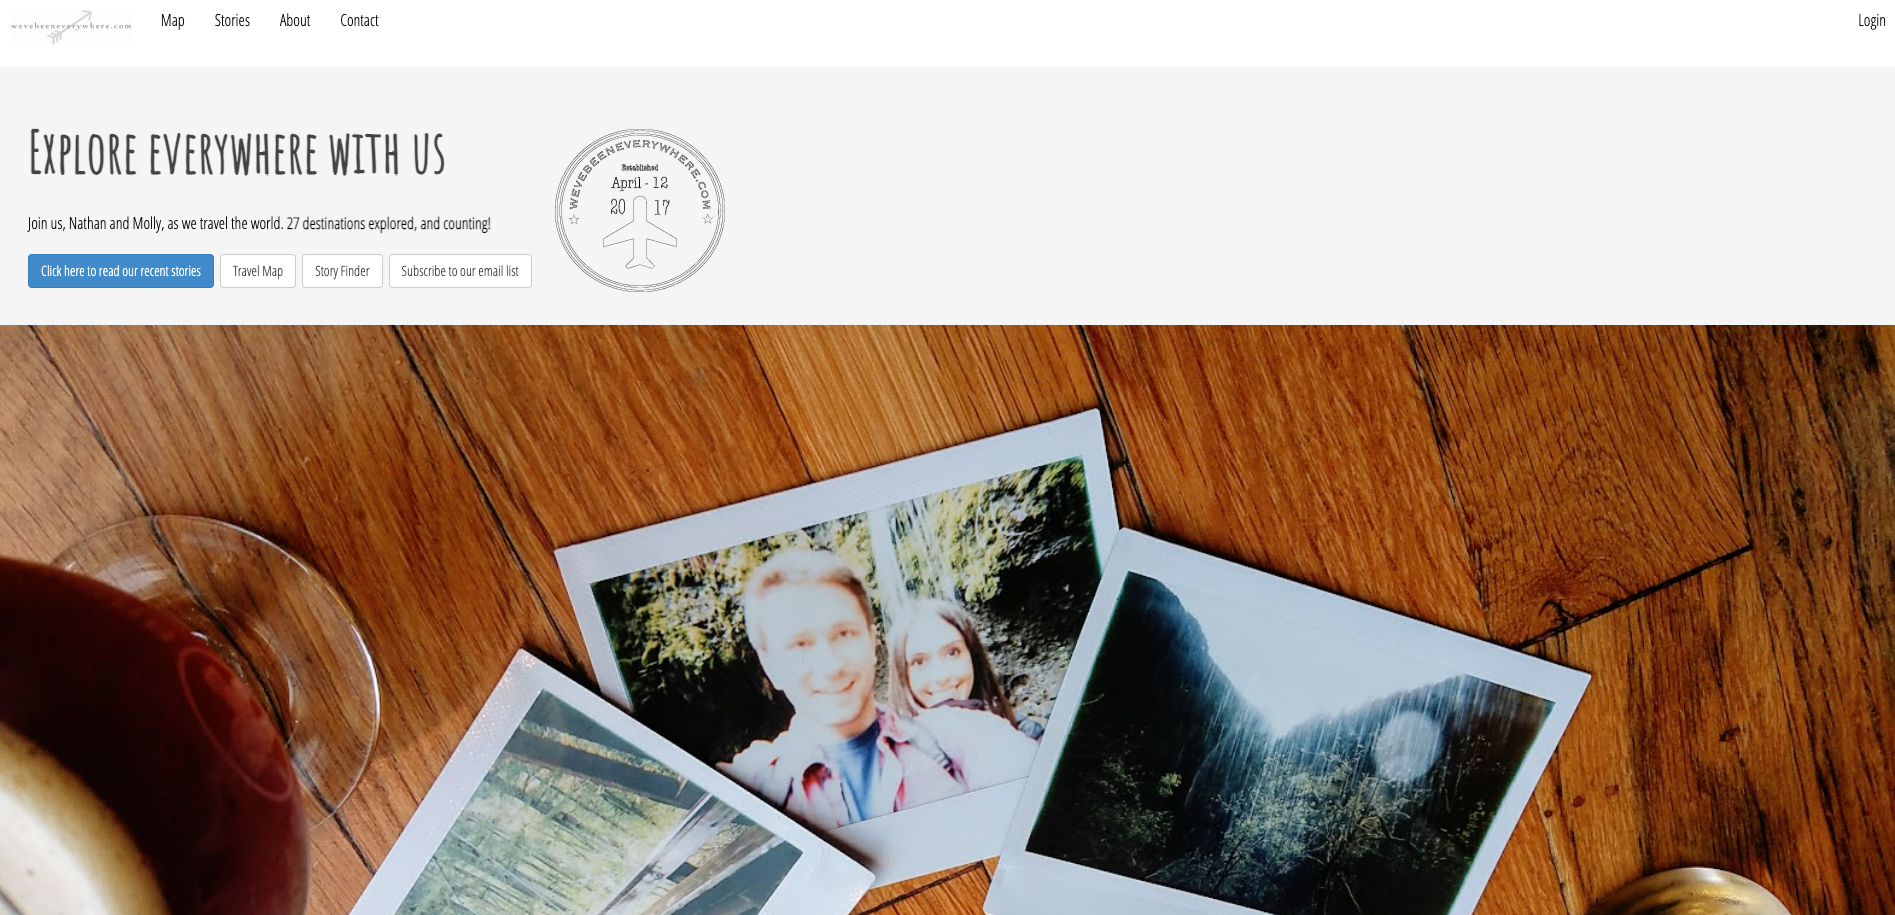 wevebeeneverywhere.com
Map Stories About Contact Login
Explore everywhere with us
Join us, Nathan and Molly, as we travel the world. 27 destinations explored, and counting!
Click here to read our recent stories Travel Map Story Finder Subscribe to our email list
WEVEBEENEVERYWHERE.COM
Established
April - 12
20 17